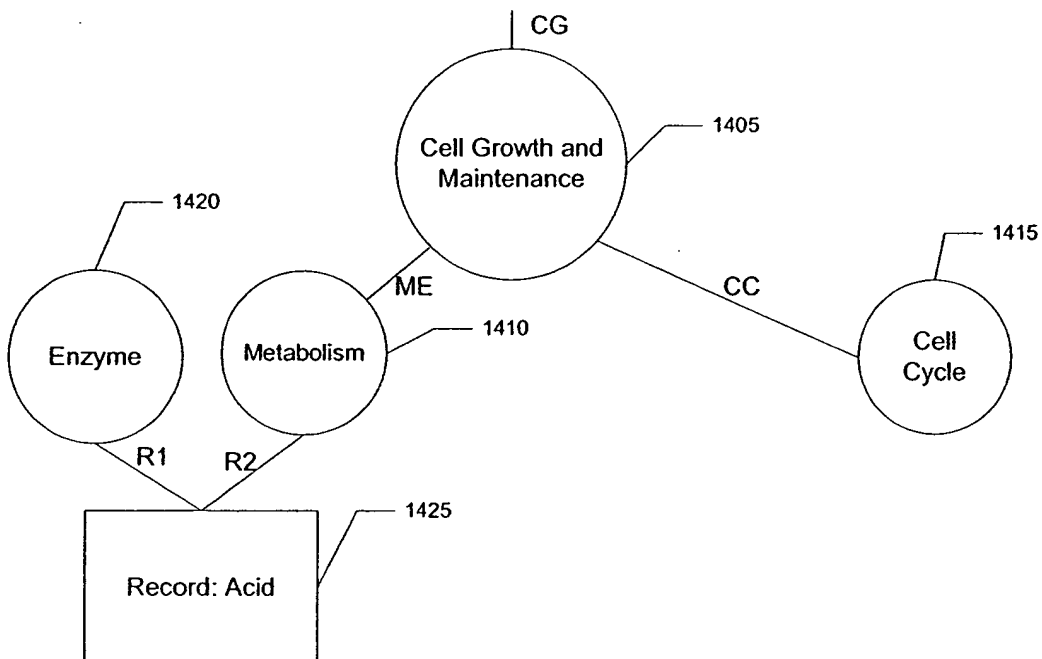 CG
Cell Growth and
Maintenance
1405
1420
1415
ME
CC
Enzyme
Metabolism
1410
Cell
Cycle
R1
R2
1425
Record: Acid